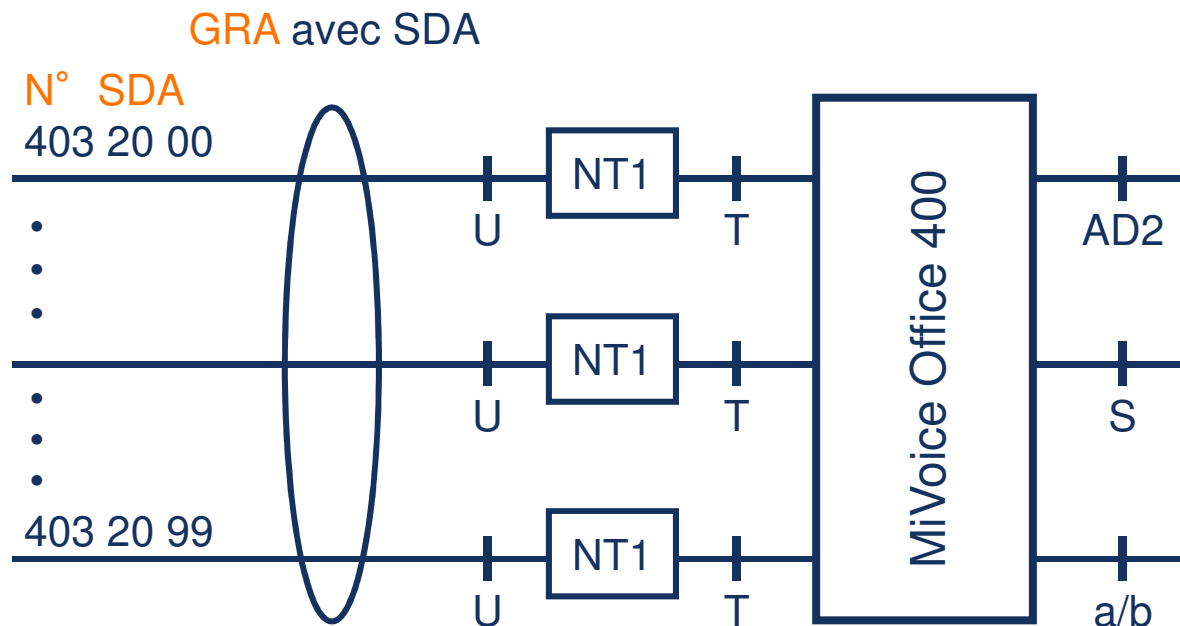 GRA avec SDA
N° SDA
403 20 00
NT1
U
T
AD2
NT1
U
T
S
403 20 99
NT1
U
T
a/b
MiVoice Office 400